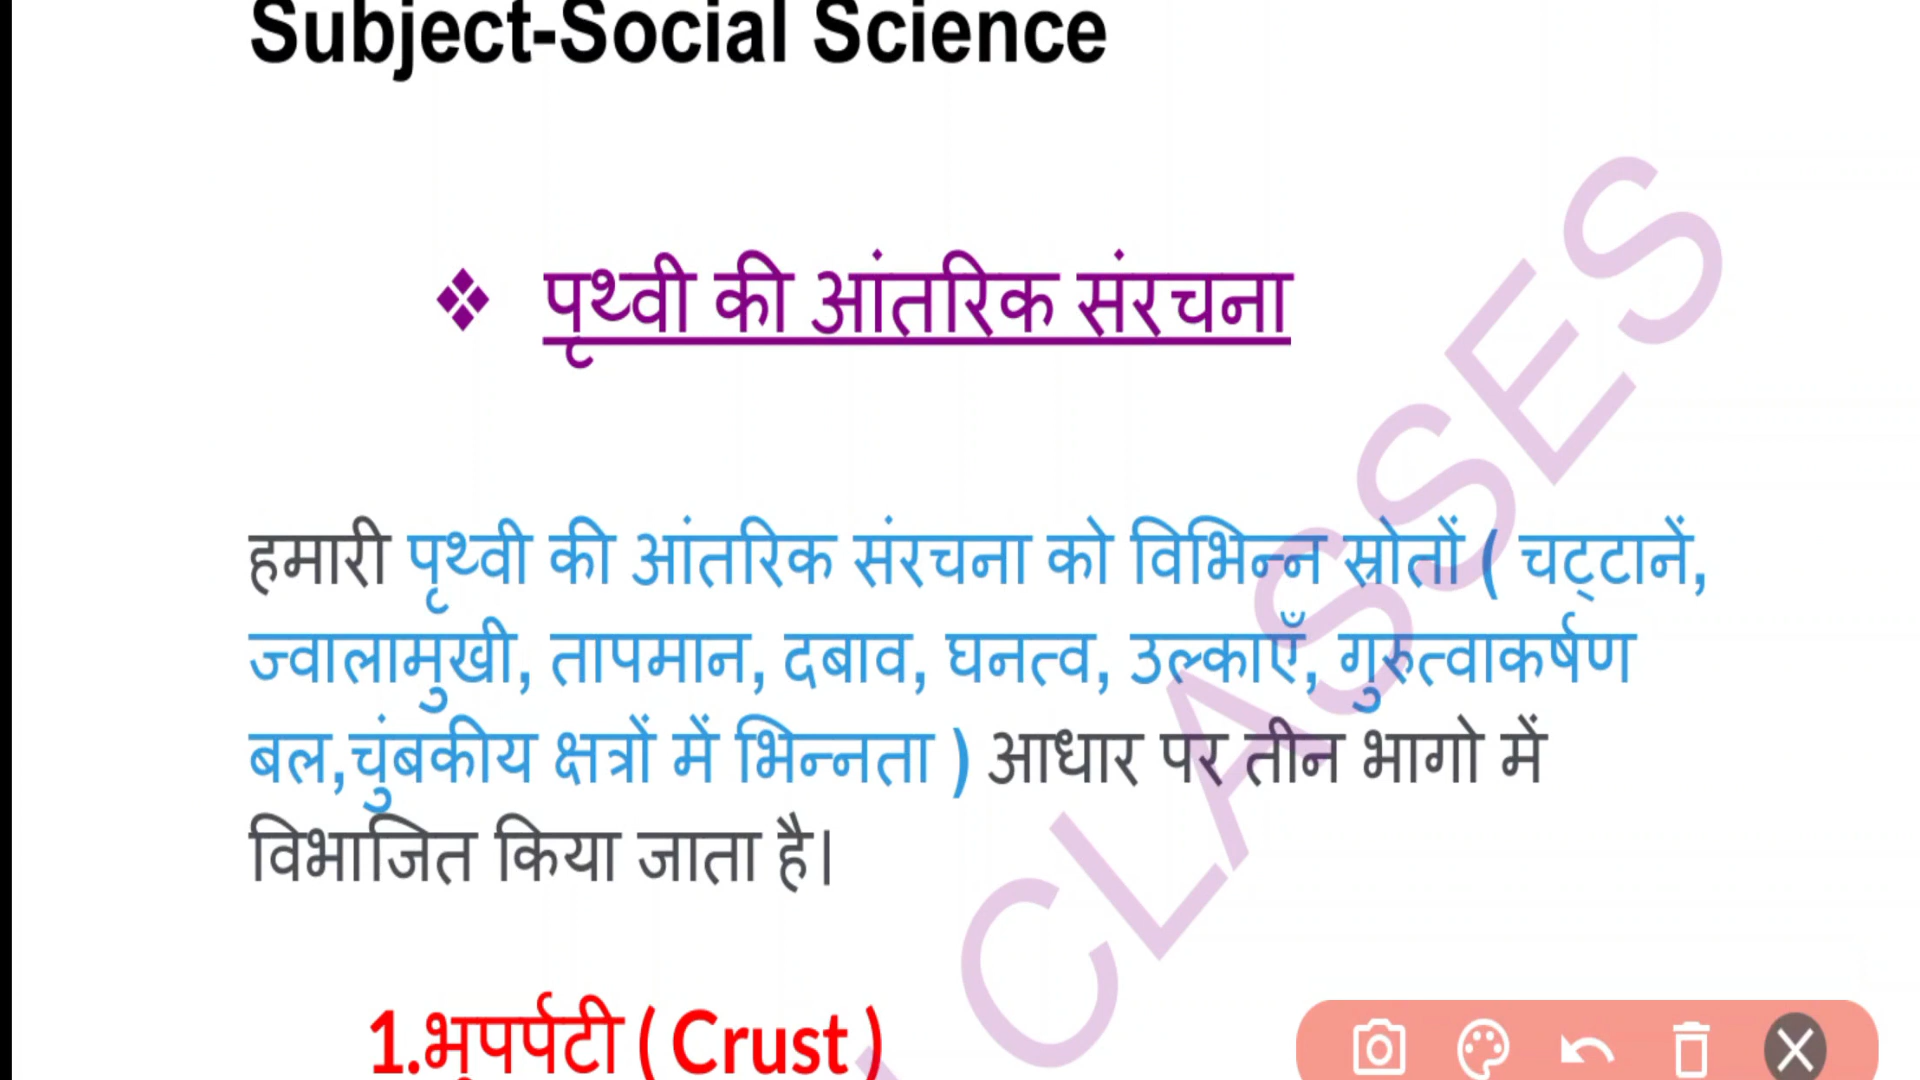 Subject-Social Science
❖ पृथ्वी की आंतरिक संरचना
हमारी पृथ्वी की आंतरिक संरचना को विभिन्न स्रोतों ( चट्टानें,
ज्वालामुखी, तापमान, दबाव, घनत्व, उल्काएँ, गुरुत्वाकर्षण
बल,चुंबकीय क्षत्रों में भिन्नता ) आधार पर तीन भागो में
विभाजित किया जाता है।
1.भूपर्पटी ( Crust )
CLASSES